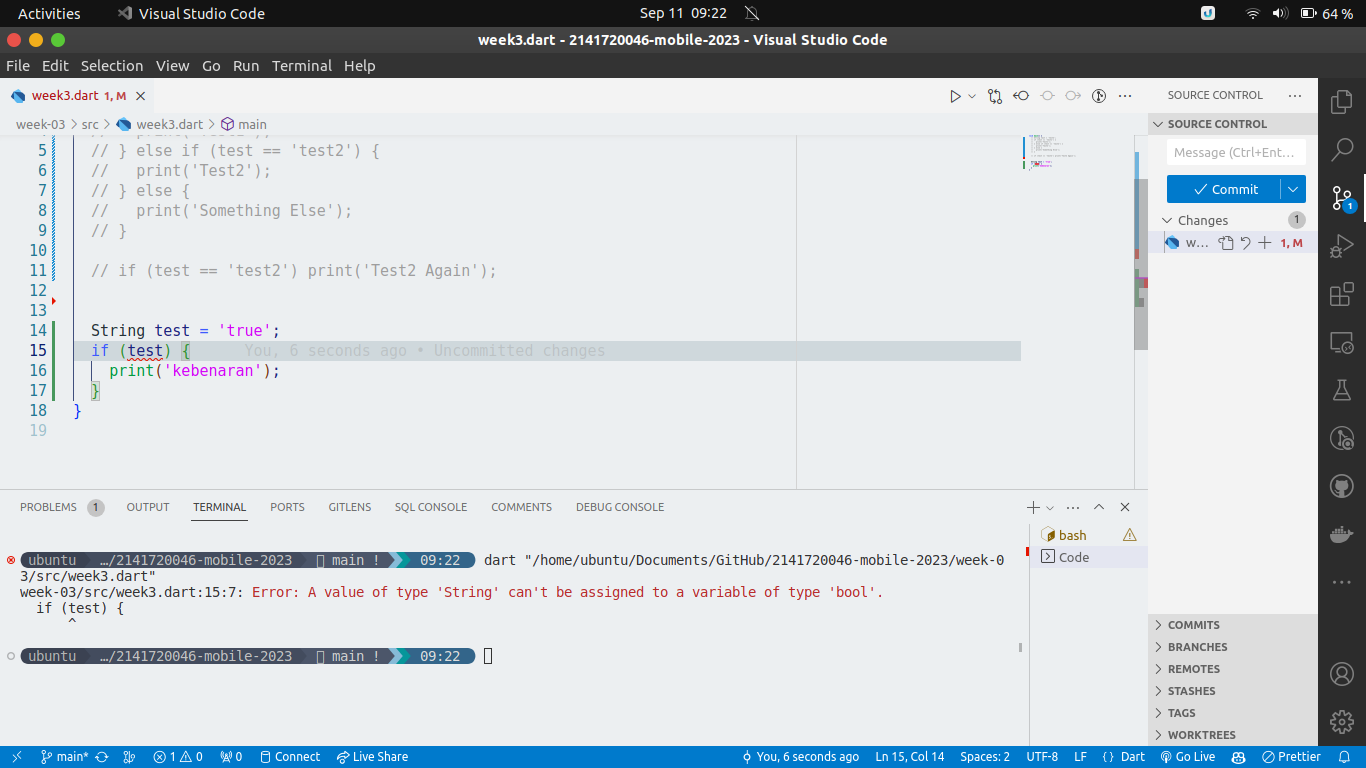 Activities Visual Studio Code Sep 11 09:22 64 %
week3.dart - 2141720046-mobile-2023 - Visual Studio Code
File Edit Selection View Go Run Terminal Help
week3.dart 1, M
SOURCE CONTROL
week-03 > src > week3.dart > main
SOURCE CONTROL
5 // } else if (test == 'test2') {
6 //   print('Test2');
7 // } else {
8 //   print('Something Else');
9 // }
10
11 // if (test == 'test2') print('Test2 Again');
12
13
14 String test = 'true';
15 if (test) { You, 6 seconds ago • Uncommitted changes
16 print('kebenaran');
17 }
18 }
19
Message (Ctrl+Ent...
Commit
Changes 1
w... 1, M
1
PROBLEMS 1 OUTPUT TERMINAL PORTS GITLENS SQL CONSOLE COMMENTS DEBUG CONSOLE
ubuntu …/2141720046-mobile-2023 main ! 09:22 dart "/home/ubuntu/Documents/GitHub/2141720046-mobile-2023/week-0
3/src/week3.dart"
week-03/src/week3.dart:15:7: Error: A value of type 'String' can't be assigned to a variable of type 'bool'.
if (test) {
^
ubuntu …/2141720046-mobile-2023 main ! 09:22
bash
Code
COMMITS
BRANCHES
REMOTES
STASHES
TAGS
WORKTREES
main* 1 0 0 Connect Live Share You, 6 seconds ago Ln 15, Col 14 Spaces: 2 UTF-8 LF { } Dart Go Live Prettier